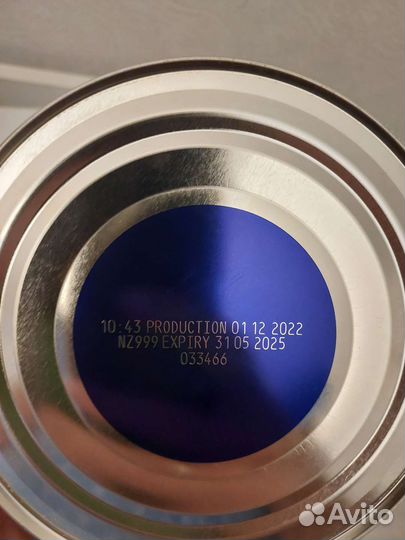 10:43 PRODUCTION 01 12 2022
NZ999 EXPIRY 31 05 2025
033466
Avito